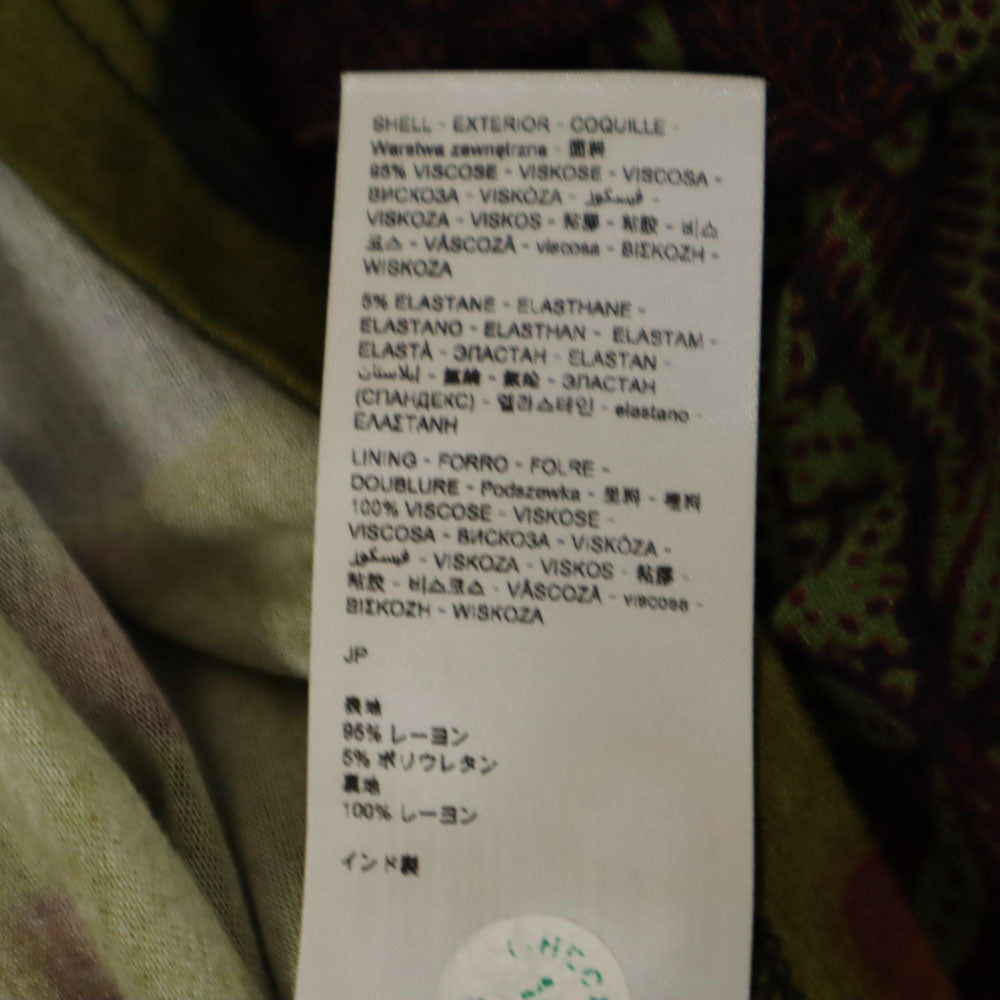 SHELL - EXTERIOR - COQUILLE -
Warstwa zewnętrzna - 面料
95% VISCOSE - VISKOSE - VISCOSA -
ВИСКОЗА - VISKÓZA - فيسكوز -
VISKOZA - VISKOS - 粘膠 - 粘胶 - 비스
코스 - VÂSCOZĂ - viscosa - ΒΙΣΚΟΖΗ -
WISKOZA
5% ELASTANE - ELASTHANE -
ELASTANO - ELASTHAN - ELASTAM -
ELASTĀ - ЭЛАСТАН - ELASTAN -
إيلاستان - 氨綸 - 氨纶 - ЭЛАСТАН
(СПАНДЕКС) - 엘라스테인 - elastano -
ΕΛΑΣΤΑΝΗ
LINING - FORRO - FOLRE -
DOUBLURE - Podszewka - 里料 - 裡料
100% VISCOSE - VISKOSE -
VISCOSA - ВИСКОЗА - VISKÓZA -
فيسكوز - VISKOZA - VISKOS - 粘膠 -
粘胶 - 비스코스 - VÂSCOZĂ - viscosa -
ΒΙΣΚΟΖΗ - WISKOZA
JP
表地
95% レーヨン
5% ポリウレタン
裏地
100% レーヨン
インド製